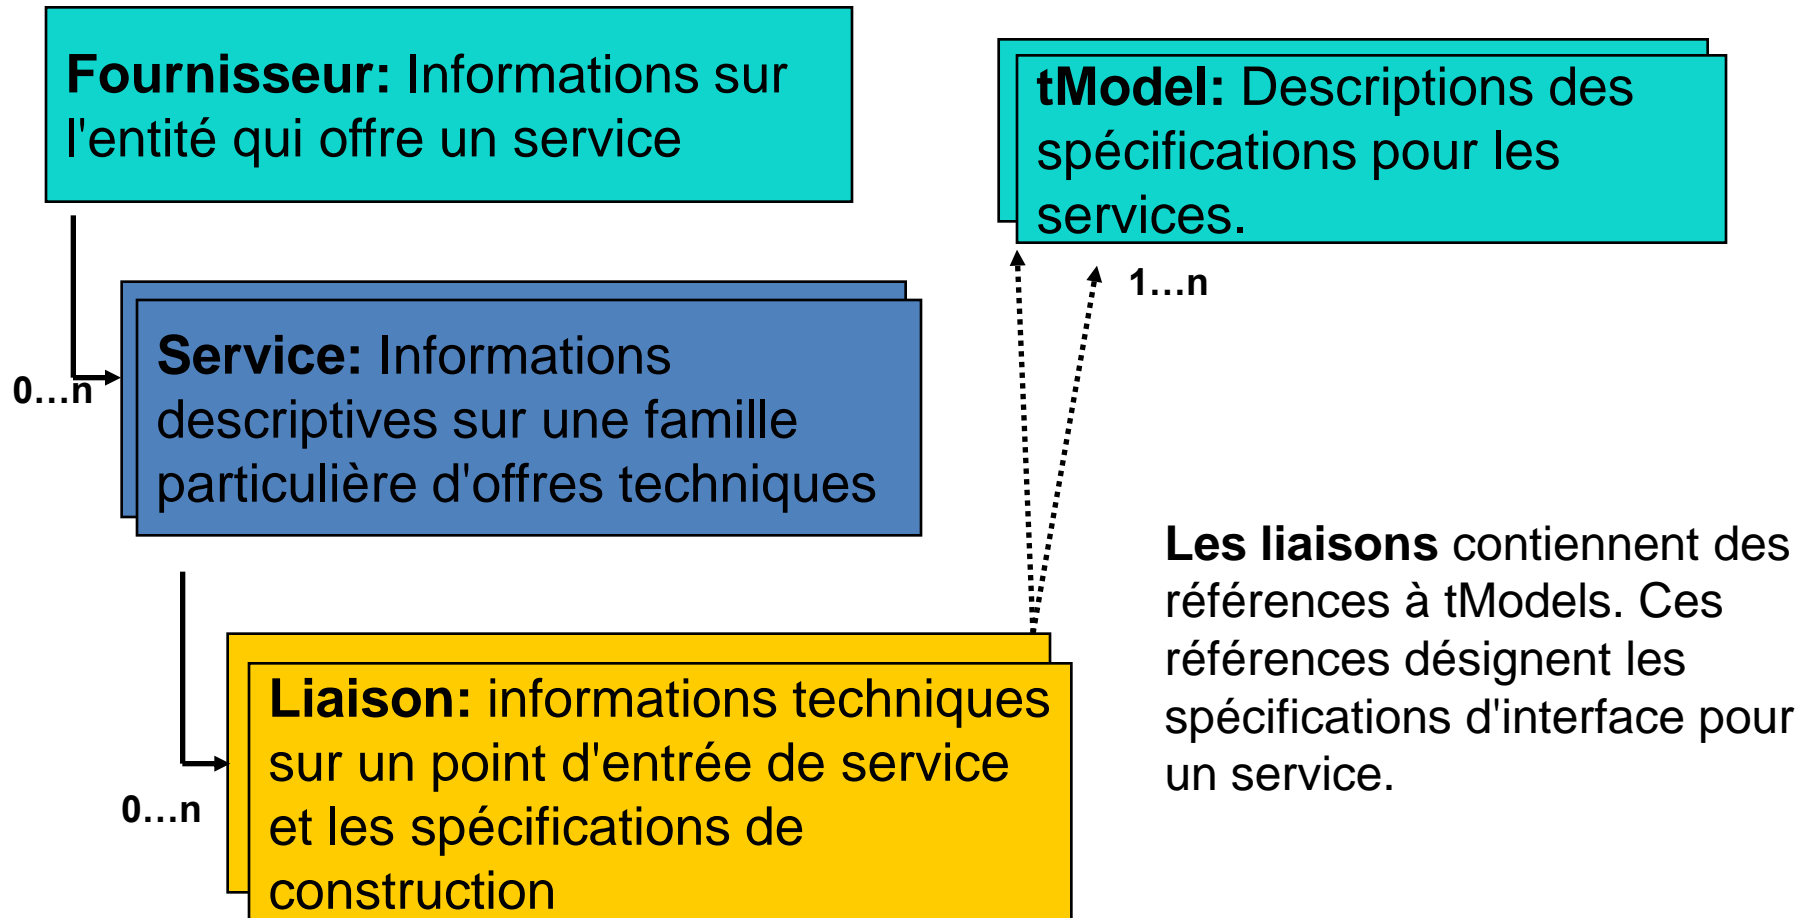 Fournisseur: Informations sur
l'entité qui offre un service
tModel: Descriptions des
spécifications pour les
services.
1...n
0...n
Service: Informations
descriptives sur une famille
particulière d'offres techniques
Les liaisons contiennent des
références à tModels. Ces
références désignent les
spécifications d'interface pour
un service.
0...n
Liaison: informations techniques
sur un point d'entrée de service
et les spécifications de
construction